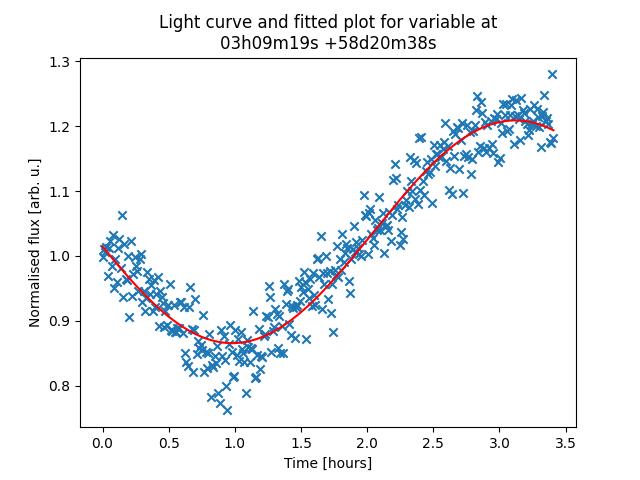 Light curve and fitted plot for variable at
03h09m19s +58d20m38s
1.3
1.2
1.1
1.0
0.9
0.8
Normalised flux [arb. u.]
0.0 0.5 1.0 1.5 2.0 2.5 3.0 3.5
Time [hours]